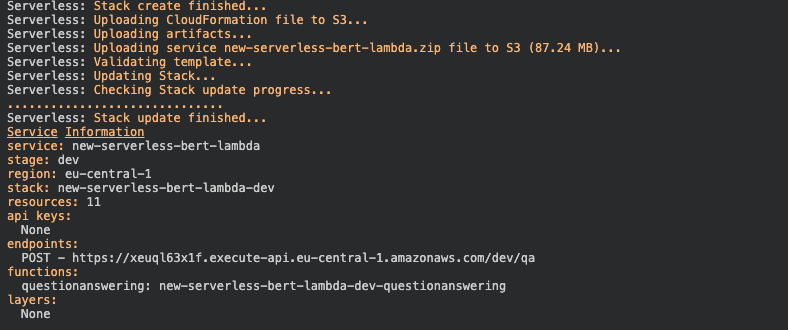 Serverless: Stack create finished...
Serverless: Uploading CloudFormation file to S3...
Serverless: Uploading artifacts...
Serverless: Uploading service new-serverless-bert-lambda.zip file to S3 (87.24 MB)...
Serverless: Validating template...
Serverless: Updating Stack...
Serverless: Checking Stack update progress...
..............................
Serverless: Stack update finished...
Service Information
service: new-serverless-bert-lambda
stage: dev
region: eu-central-1
stack: new-serverless-bert-lambda-dev
resources: 11
api keys:
  None
endpoints:
  POST - https://xeuql63x1f.execute-api.eu-central-1.amazonaws.com/dev/qa
functions:
  questionanswering: new-serverless-bert-lambda-dev-questionanswering
layers:
  None